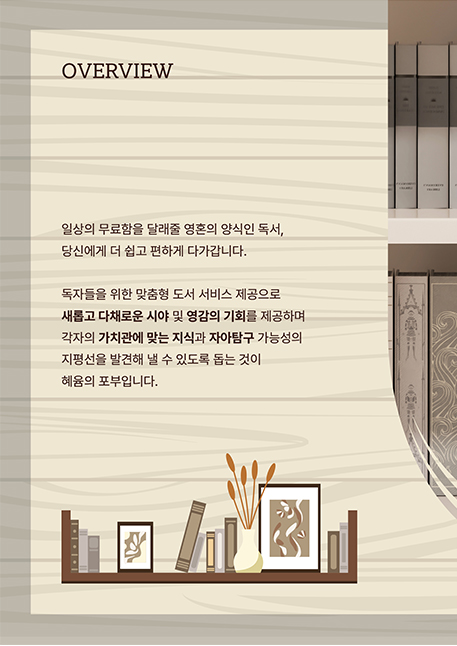 OVERVIEW
일상의 무료함을 달래줄 영혼의 양식인 독서,
당신에게 더 쉽고 편하게 다가갑니다.
독자들을 위한 맞춤형 도서 서비스 제공으로
새롭고 다채로운 시야 및 영감의 기회를 제공하며
각자의 가치관에 맞는 지식과 자아탐구 가능성의
지평선을 발견해 낼 수 있도록 돕는 것이
혜윰의 포부입니다.